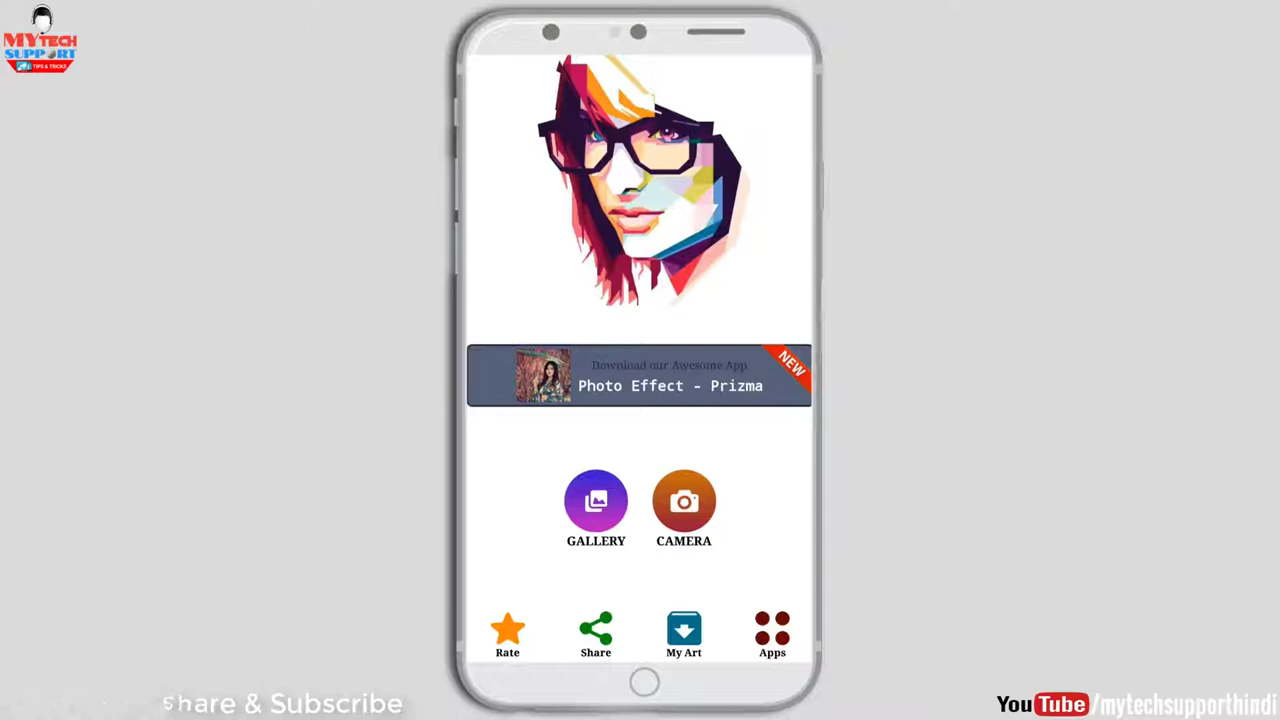 MYTECH
SUPPORT
TIPS & TRICKS
Download our Awesome App
Photo Effect - Prizma
NEW
GALLERY
CAMERA
Rate
Share
My Art
Apps
Share & Subscribe
YouTube/mytechsupporthindi